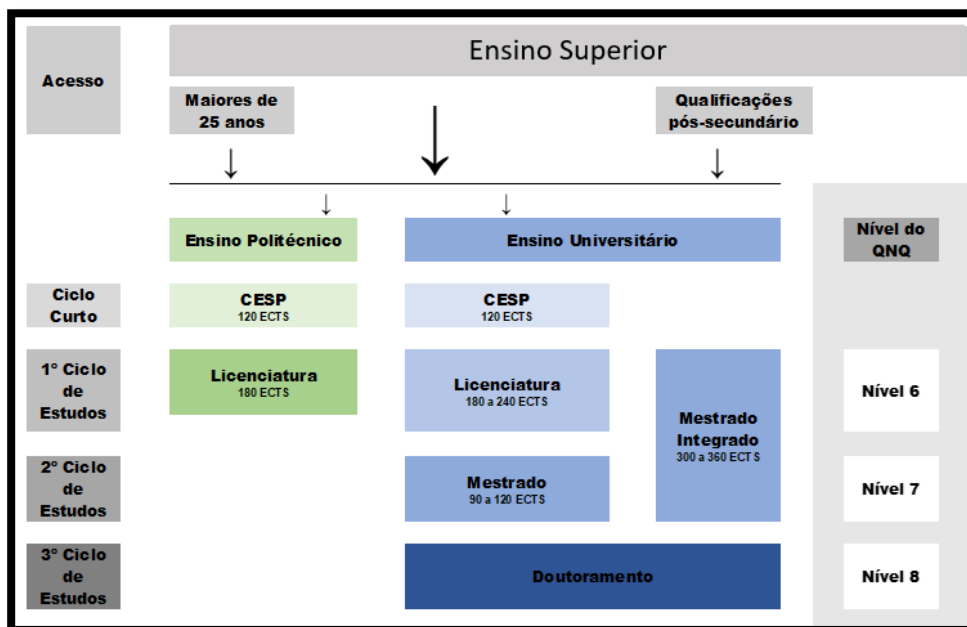 Ensino Superior
Acesso
Maiores de
25 anos
Qualificações
pós-secundário
Ensino Politécnico
Ensino Universitário
Nível do
QNQ
Ciclo
Curto
CESP
120 ECTS
CESP
120 ECTS
1º Ciclo
de
Estudos
Licenciatura
180 ECTS
Licenciatura
180 a 240 ECTS
Mestrado
Integrado
300 a 360 ECTS
Nível 6
2º Ciclo
de
Estudos
Mestrado
90 a 120 ECTS
Nível 7
3º Ciclo
de
Estudos
Doutoramento
Nível 8